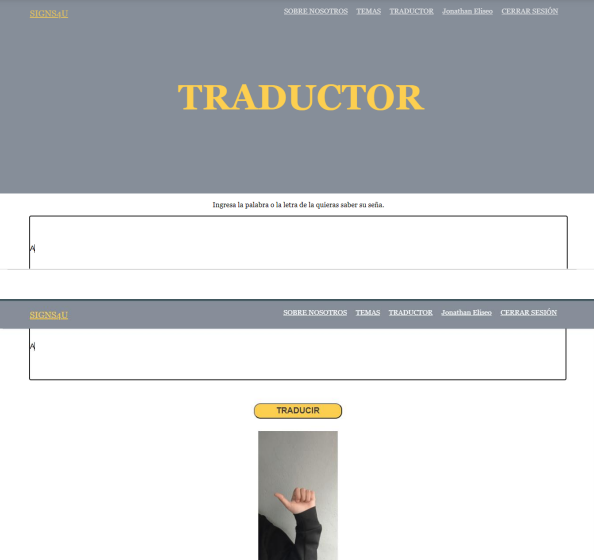 SIGNS4U SOBRE NOSOTROS TEMAS TRADUCTOR Jonathan Eliseo CERRAR SESIÓN
TRADUCTOR
Ingresa la palabra o la letra de la quieras saber su seña.
A
SIGNS4U SOBRE NOSOTROS TEMAS TRADUCTOR Jonathan Eliseo CERRAR SESIÓN
A
TRADUCIR